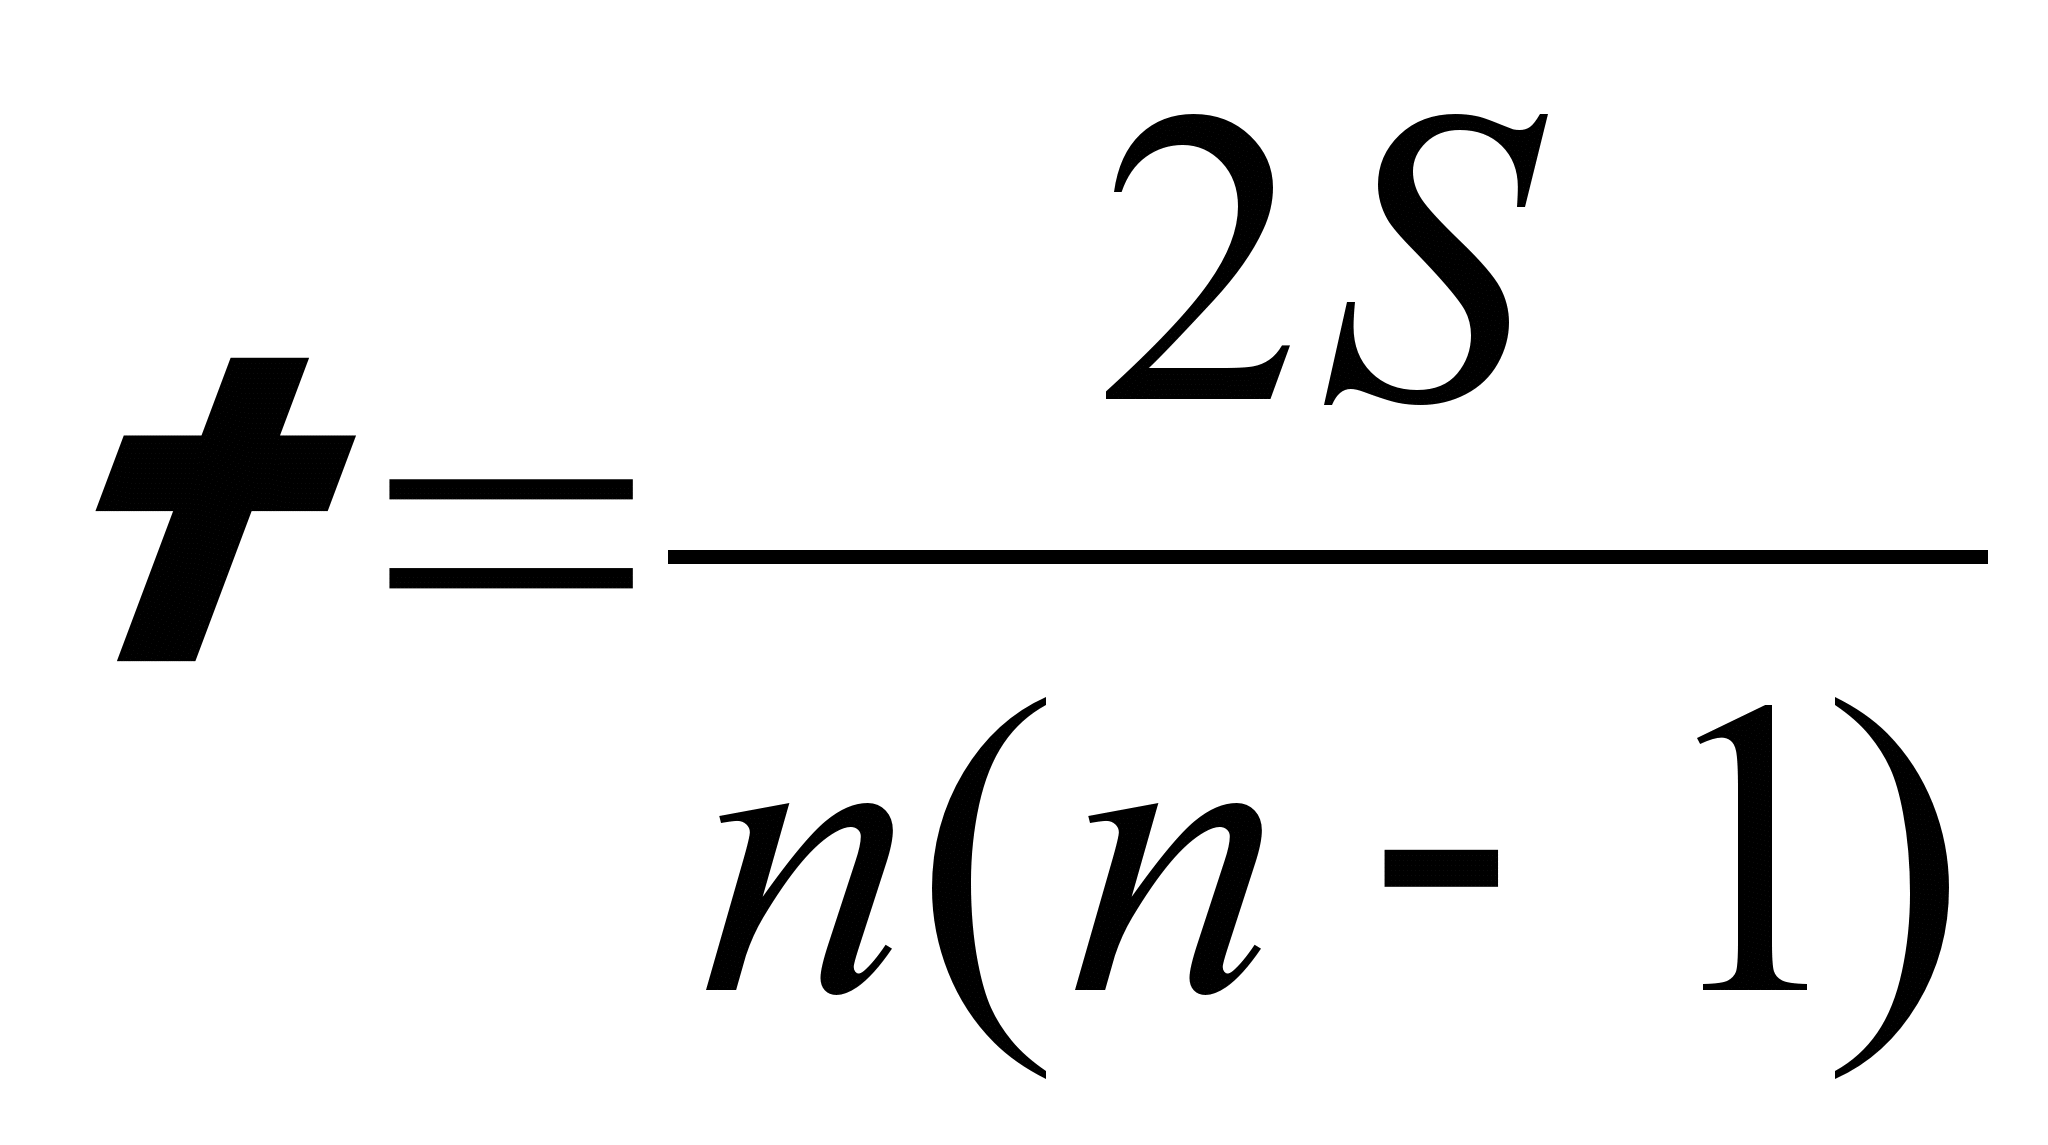 t = 2S / n(n - 1)